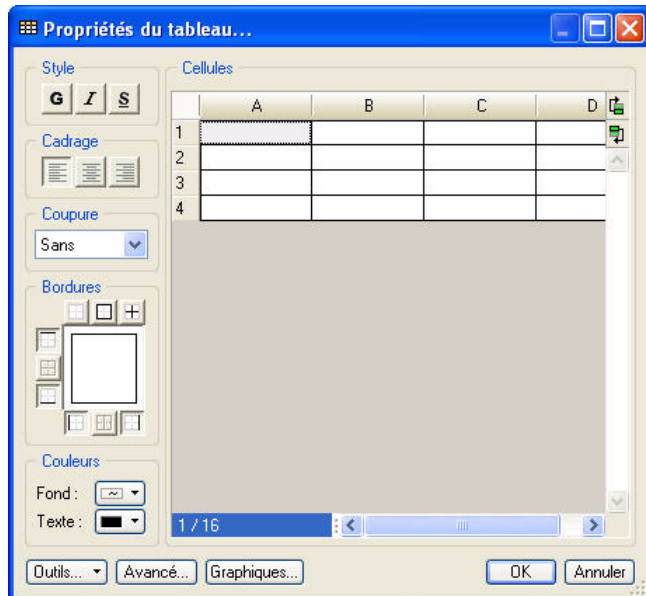 Propriétés du tableau...
Style
G I S
Cadrage
Coupure
Sans
Bordures
Couleurs
Fond :
Texte :
Cellules
A B C D
1
2
3
4
1 / 16
Outils... Avancé... Graphiques... OK Annuler